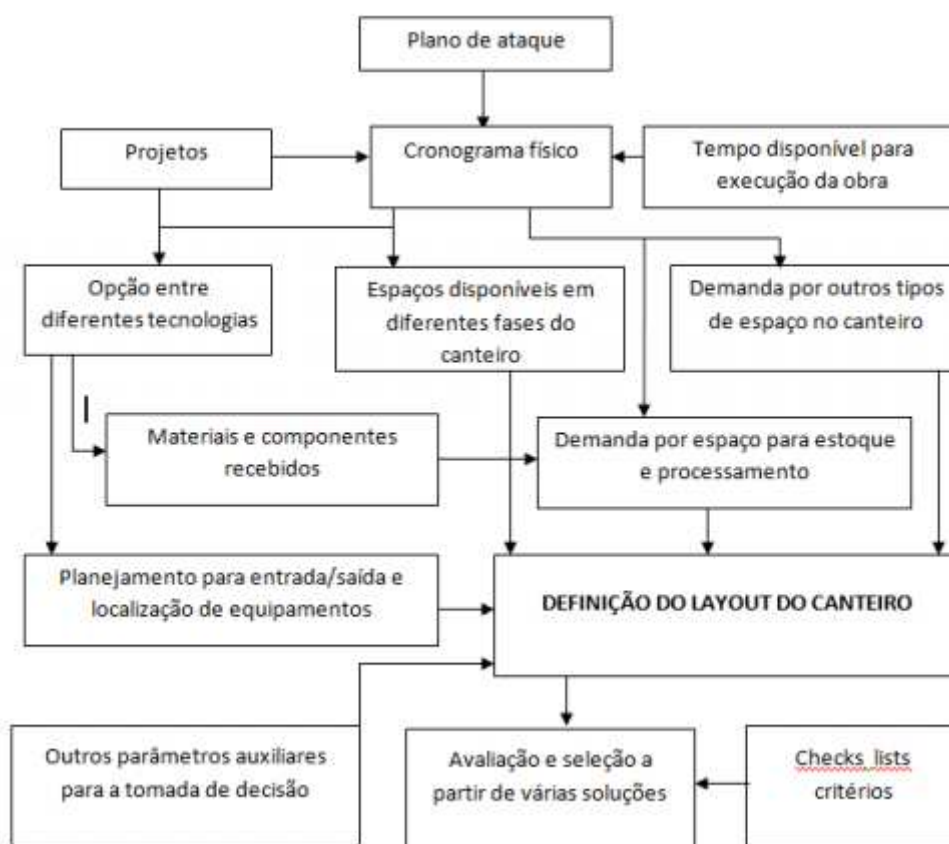 Plano de ataque
Projetos
Cronograma físico
Tempo disponível para
execução da obra
Opção entre
diferentes tecnologias
Espaços disponíveis em
diferentes fases do
canteiro
Demanda por outros tipos
de espaço no canteiro
Materiais e componentes
recebidos
Demanda por espaço para estoque
e processamento
Planejamento para entrada/saída e
localização de equipamentos
DEFINIÇÃO DO LAYOUT DO CANTEIRO
Outros parâmetros auxiliares
para a tomada de decisão
Avaliação e seleção a
partir de várias soluções
Checks lists
critérios